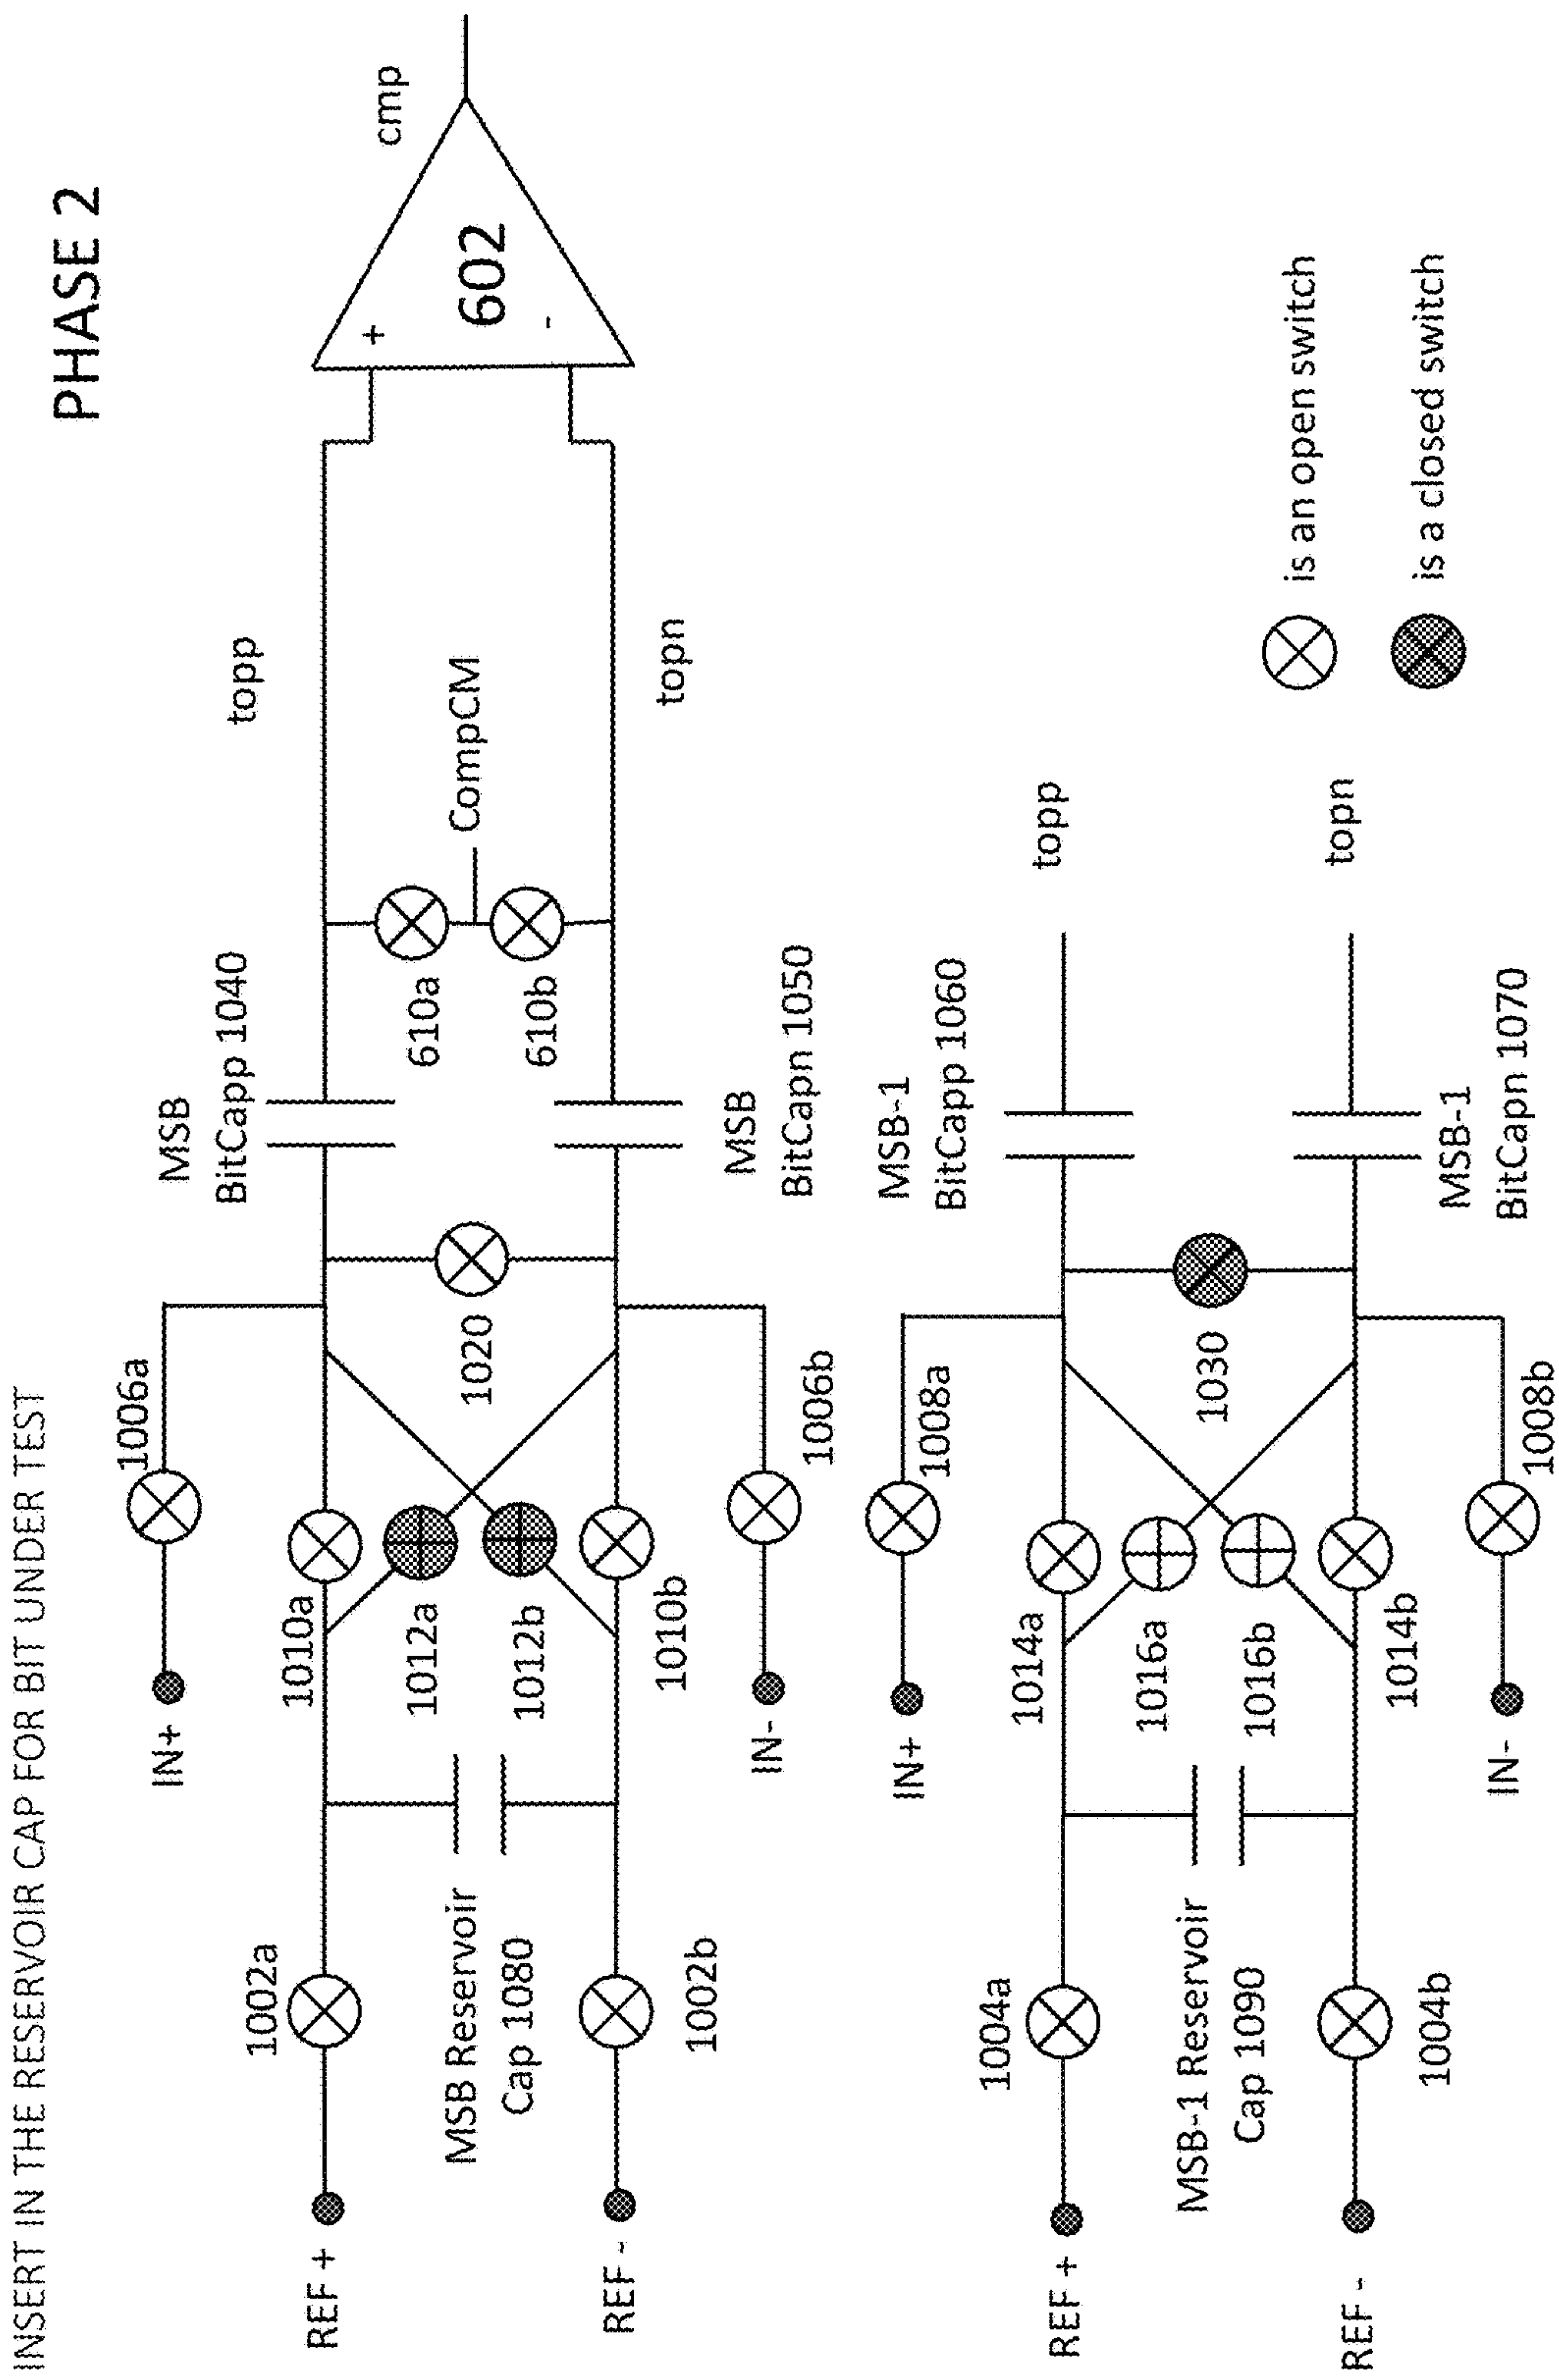 INSERT IN THE RESERVOIR CAP FOR BIT UNDER TEST
PHASE 2
IN+
1006a
MSB
BitCapp 1040
topp
cmp
REF +
1002a
1010a
610a
+
MSB Reservoir
Cap 1080
1012a
1012b
1020
610b
CompCM
602
-
REF -
1002b
1010b
topn
IN-
1006b
MSB
BitCapn 1050
IN+
1008a
MSB-1
BitCapp 1060
REF +
1004a
1014a
topp
MSB-1 Reservoir
Cap 1090
1016a
1016b
1030
is an open switch
REF -
1004b
1014b
topn
is a closed switch
IN-
1008b
MSB-1
BitCapn 1070